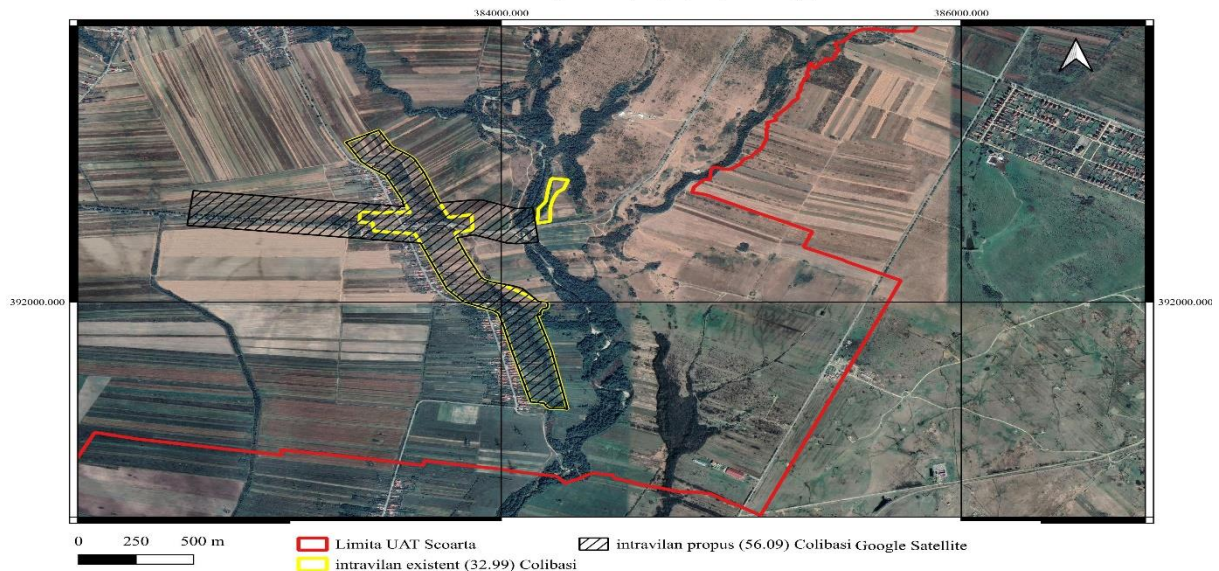 384000.000 386000.000
392000.000 392000.000
0 250 500 m
Limita UAT Scoarta
intravilan propus (56.09) Colibasi Google Satellite
intravilan existent (32.99) Colibasi